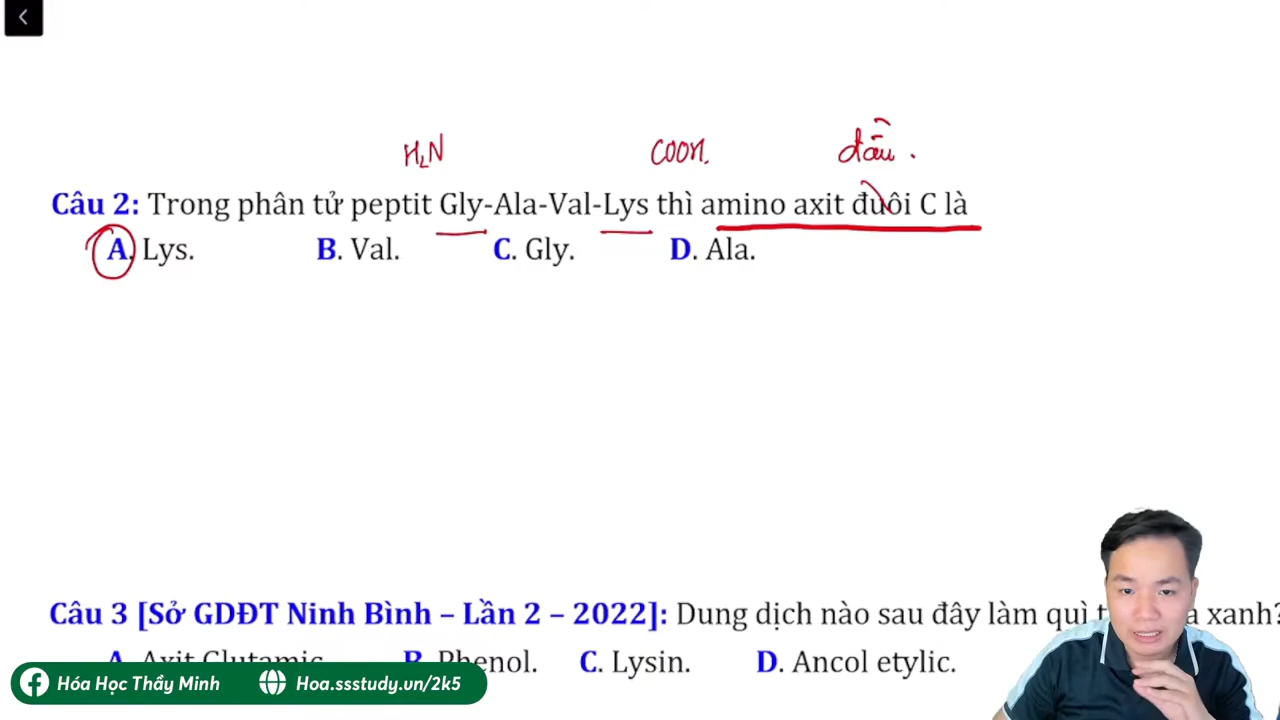 H₂N COOH. đầu.
Câu 2: Trong phân tử peptit Gly-Ala-Val-Lys thì amino axit đuôi C là
A. Lys. B. Val. C. Gly. D. Ala.
Câu 3 [Sở GDĐT Ninh Bình – Lần 2 – 2022]: Dung dịch nào sau đây làm quì xanh?
A. Axit Glutamic. B. Phenol. C. Lysin. D. Ancol etylic.
Hóa Học Thầy Minh Hoa.ssstudy.vn/2k5